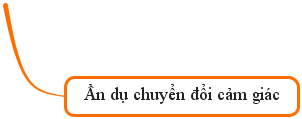 Ẩn dụ chuyển đổi cảm giác